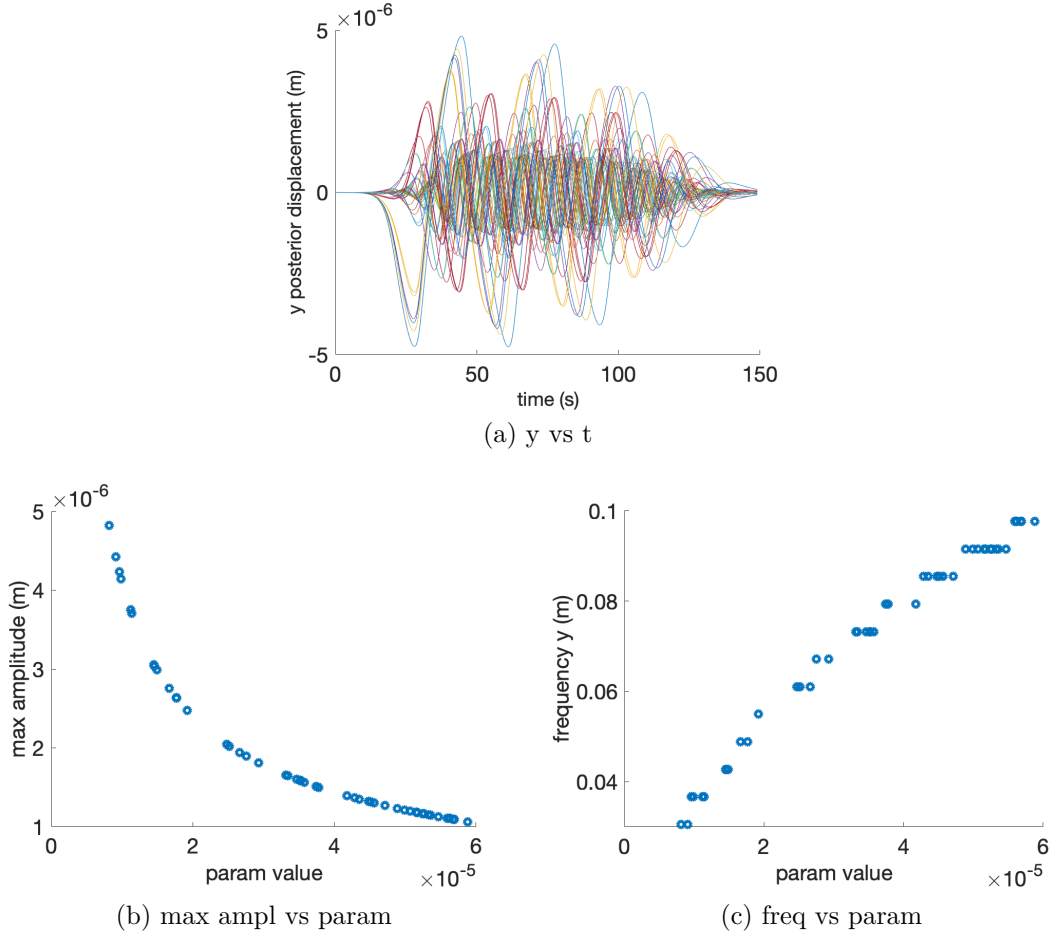 ×10⁻⁶
5
0
-5
y posterior displacement (m)
0 50 100 150
time (s)
(a) y vs t
×10⁻⁶
5
4
3
2
1
max amplitude (m)
0 2 4 6
param value
×10⁻⁵
(b) max ampl vs param
0.1
0.08
0.06
0.04
frequency y (m)
0 2 4 6
param value
×10⁻⁵
(c) freq vs param